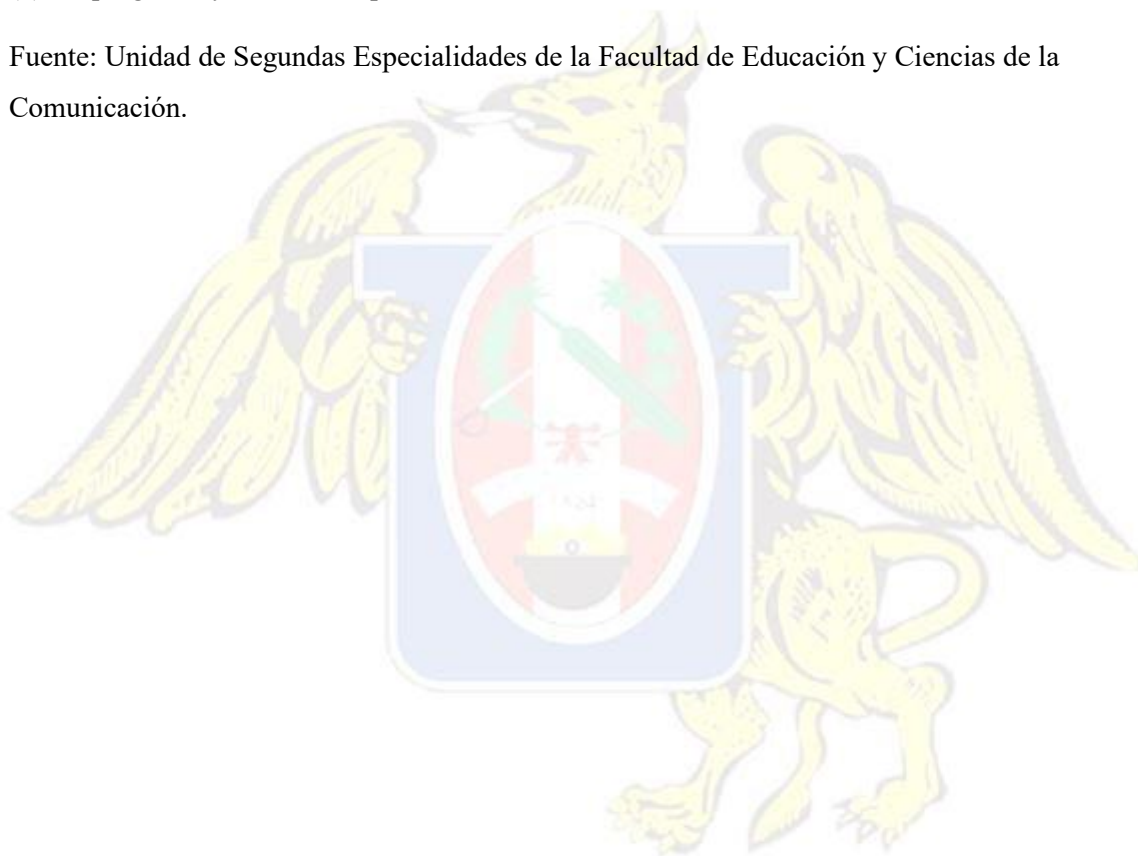 Fuente: Unidad de Segundas Especialidades de la Facultad de Educación y Ciencias de la
Comunicación.